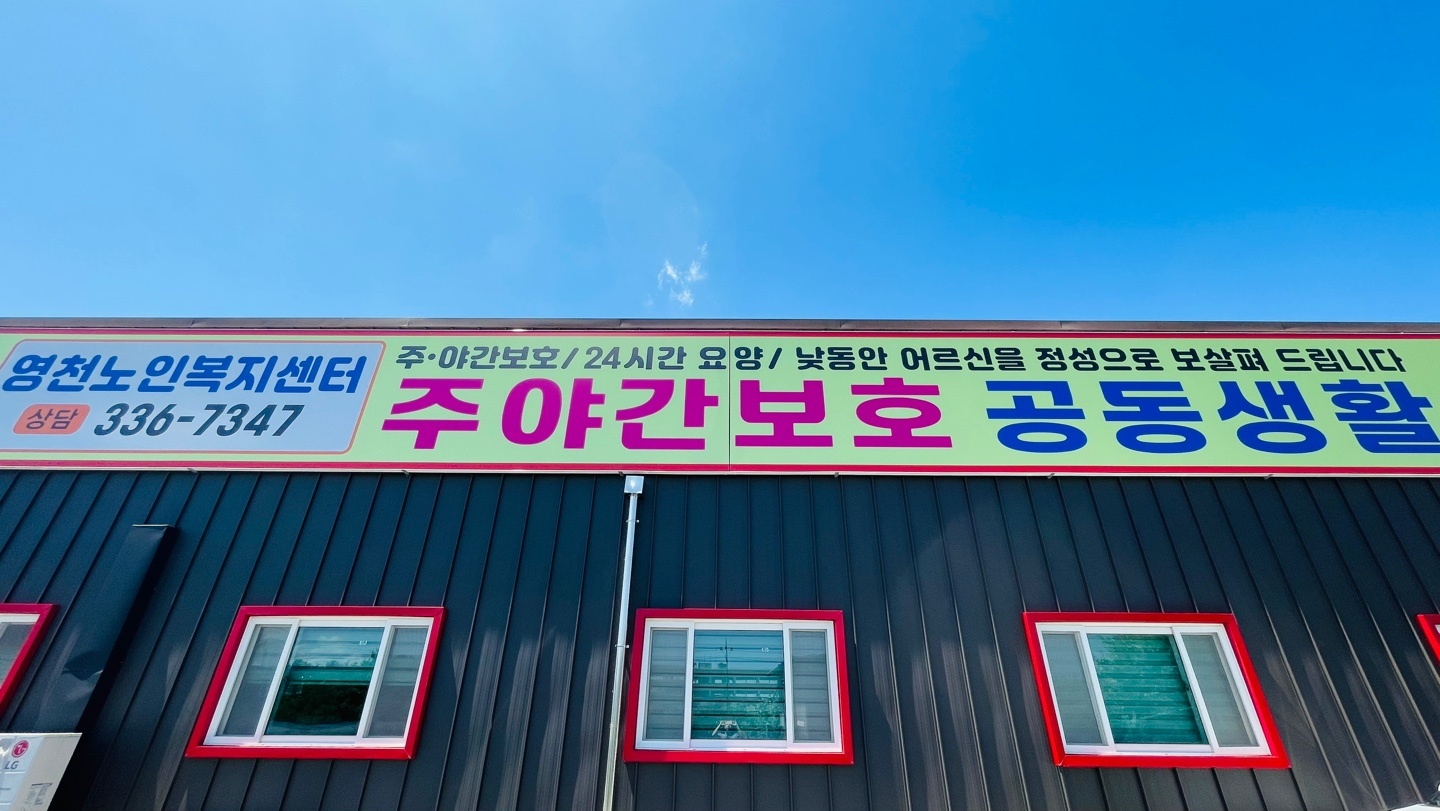 영천노인복지센터
상담 336-7347
주·야간보호/24시간 요양/ 낮동안 어르신을 정성으로 보살펴 드립니다
주야간보호 공동생활
LG